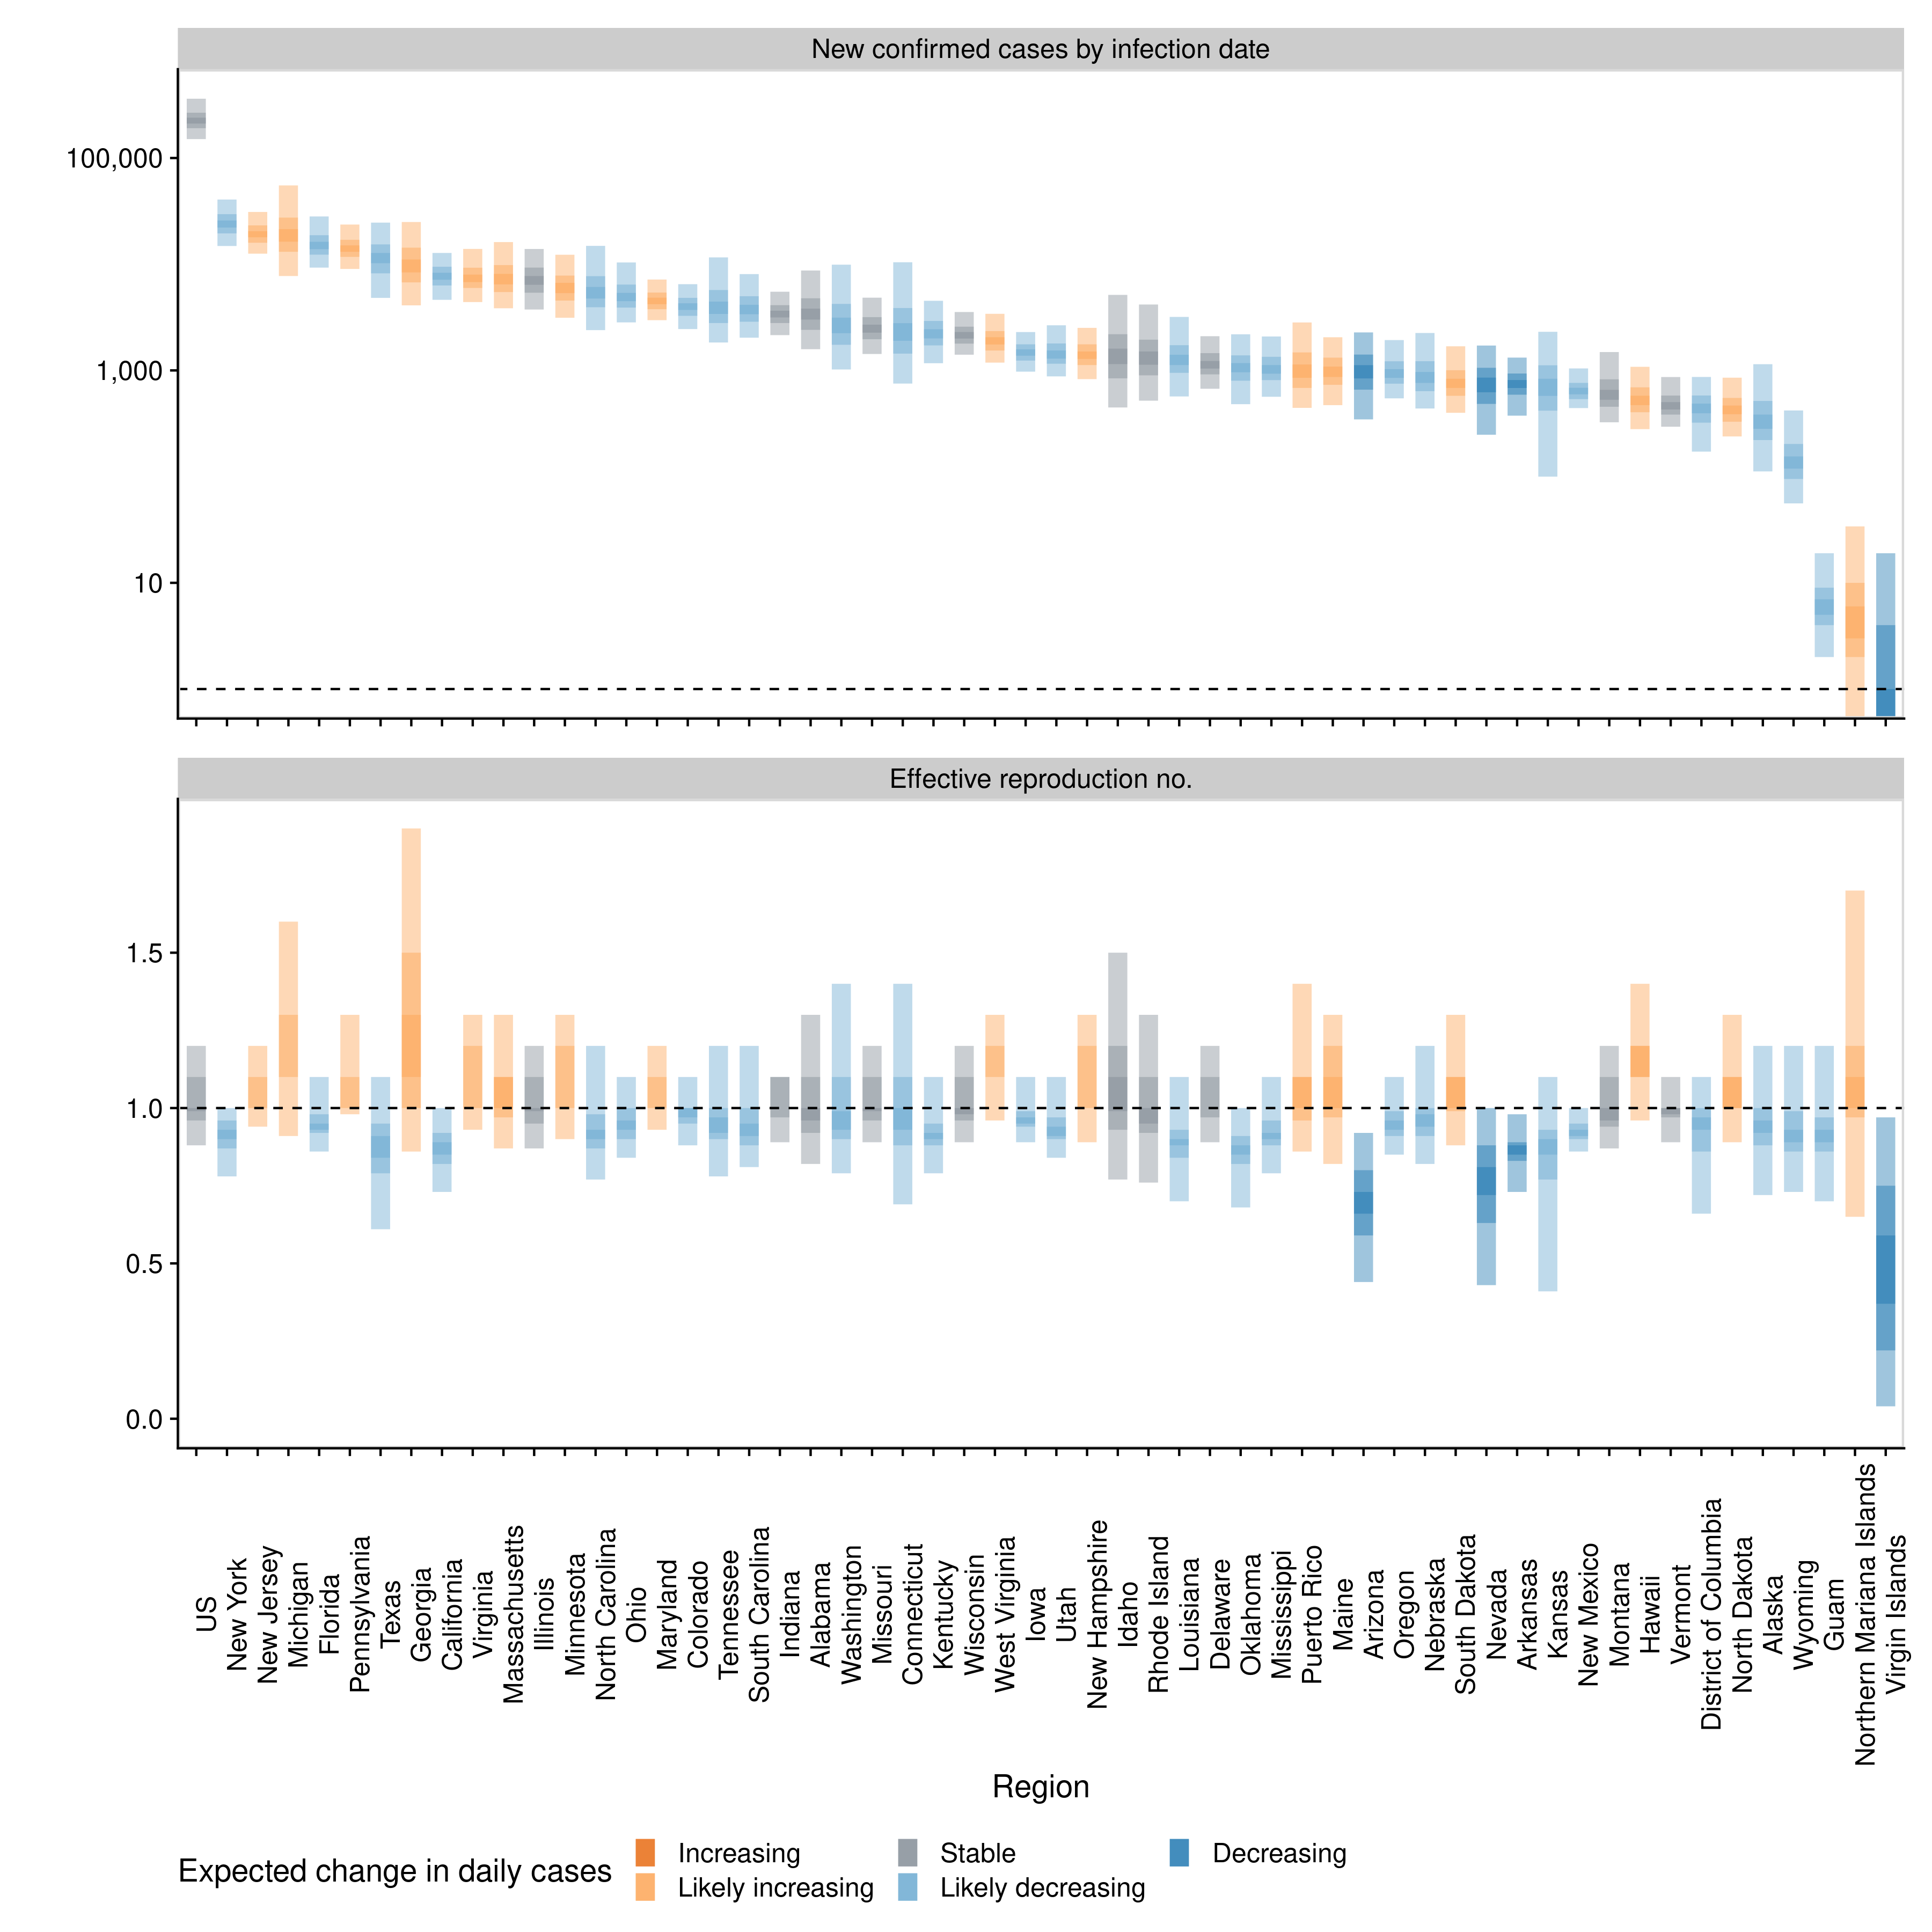 New confirmed cases by infection date
100,000
1,000
10
Effective reproduction no.
1.5
1.0
0.5
0.0
US
New York
New Jersey
Michigan
Florida
Pennsylvania
Texas
Georgia
California
Virginia
Massachusetts
Illinois
Minnesota
North Carolina
Ohio
Maryland
Colorado
Tennessee
South Carolina
Indiana
Alabama
Washington
Missouri
Connecticut
Kentucky
Wisconsin
West Virginia
Iowa
Utah
New Hampshire
Idaho
Rhode Island
Louisiana
Delaware
Oklahoma
Mississippi
Puerto Rico
Maine
Arizona
Oregon
Nebraska
South Dakota
Nevada
Arkansas
Kansas
New Mexico
Montana
Hawaii
Vermont
District of Columbia
North Dakota
Alaska
Wyoming
Guam
Northern Mariana Islands
Virgin Islands
Region
Expected change in daily cases
Increasing
Likely increasing
Stable
Likely decreasing
Decreasing